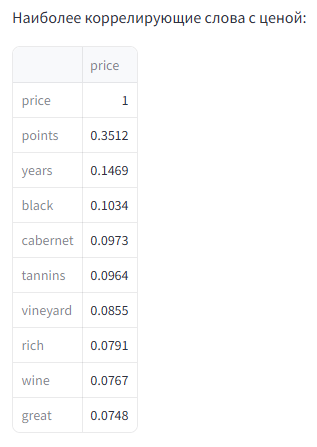 Наиболее коррелирующие слова с ценой:
price
price 1
points 0.3512
years 0.1469
black 0.1034
cabernet 0.0973
tannins 0.0964
vineyard 0.0855
rich 0.0791
wine 0.0767
great 0.0748